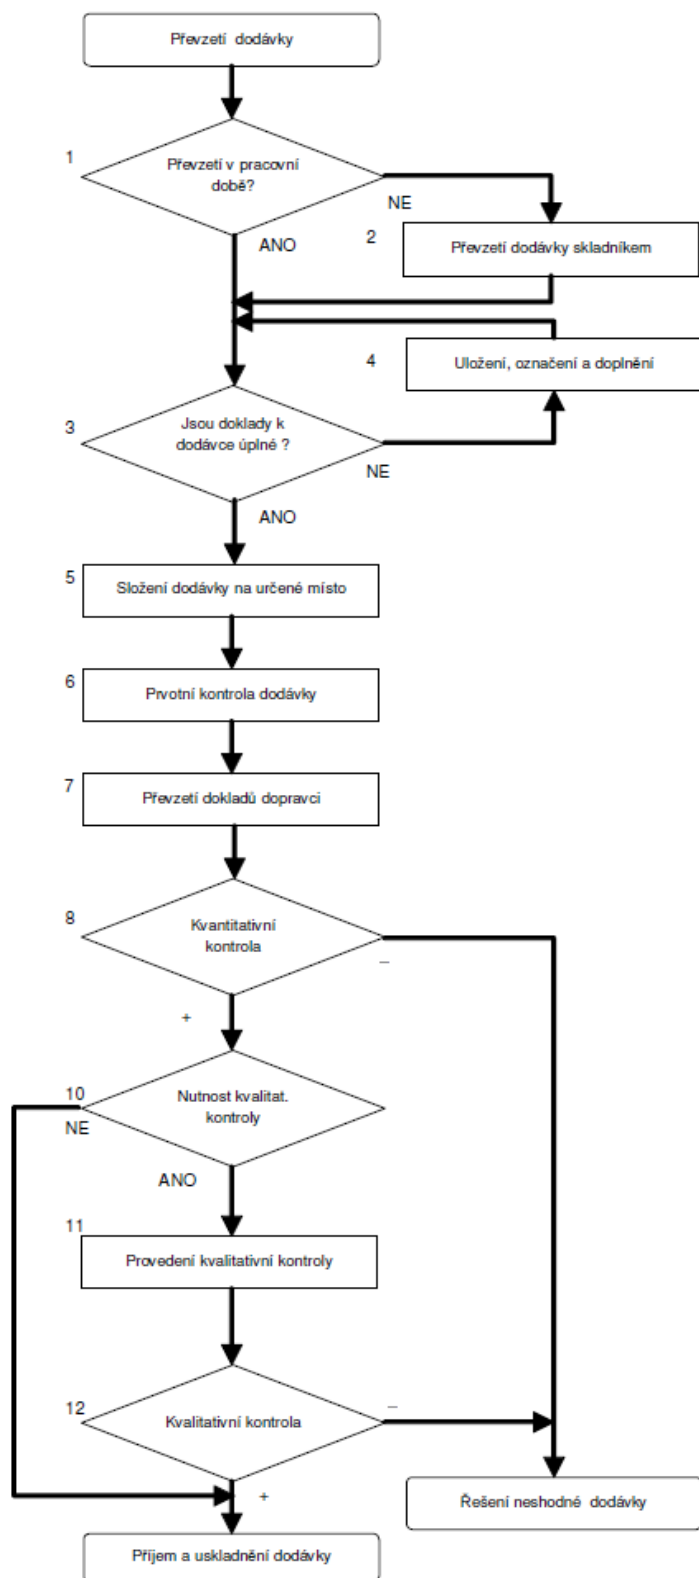 Převzetí dodávky
1
Převzetí v pracovní
době?
NE
ANO
2
Převzetí dodávky skladníkem
4
Uložení, označení a doplnění
3
Jsou doklady k
dodávce úplné ?
NE
ANO
5
Složení dodávky na určené místo
6
Prvotní kontrola dodávky
7
Převzetí dokladů dopravci
8
Kvantitativní
kontrola
–
+
10
Nutnost kvalitat.
kontroly
NE
ANO
11
Provedení kvalitativní kontroly
12
Kvalitativní kontrola
–
+
Řešení neshodné dodávky
Příjem a uskladnění dodávky